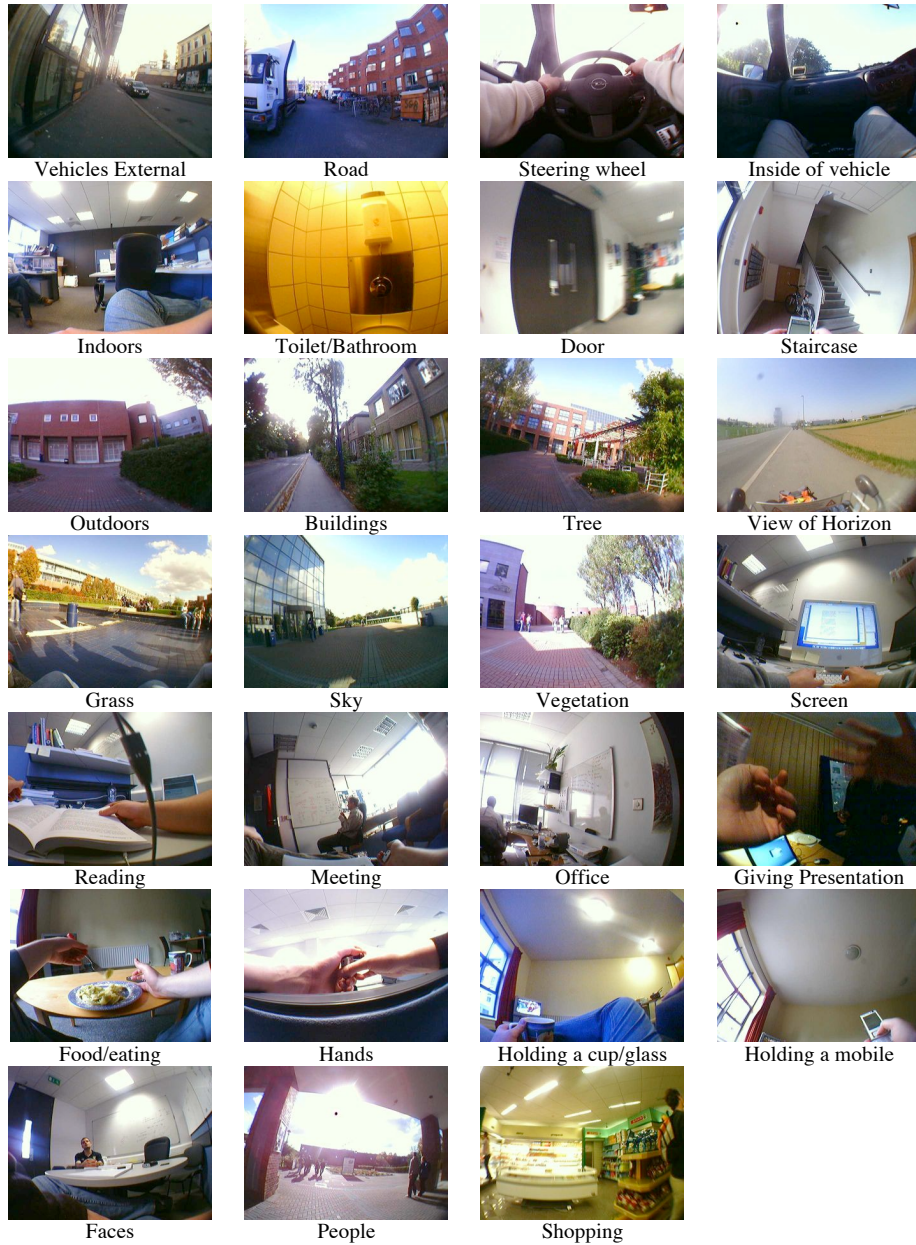 Vehicles External
Road
Steering wheel
Inside of vehicle
Indoors
Toilet/Bathroom
Door
Staircase
Outdoors
Buildings
Tree
View of Horizon
Grass
Sky
Vegetation
Screen
Reading
Meeting
Office
Giving Presentation
Food/eating
Hands
Holding a cup/glass
Holding a mobile
Faces
People
Shopping